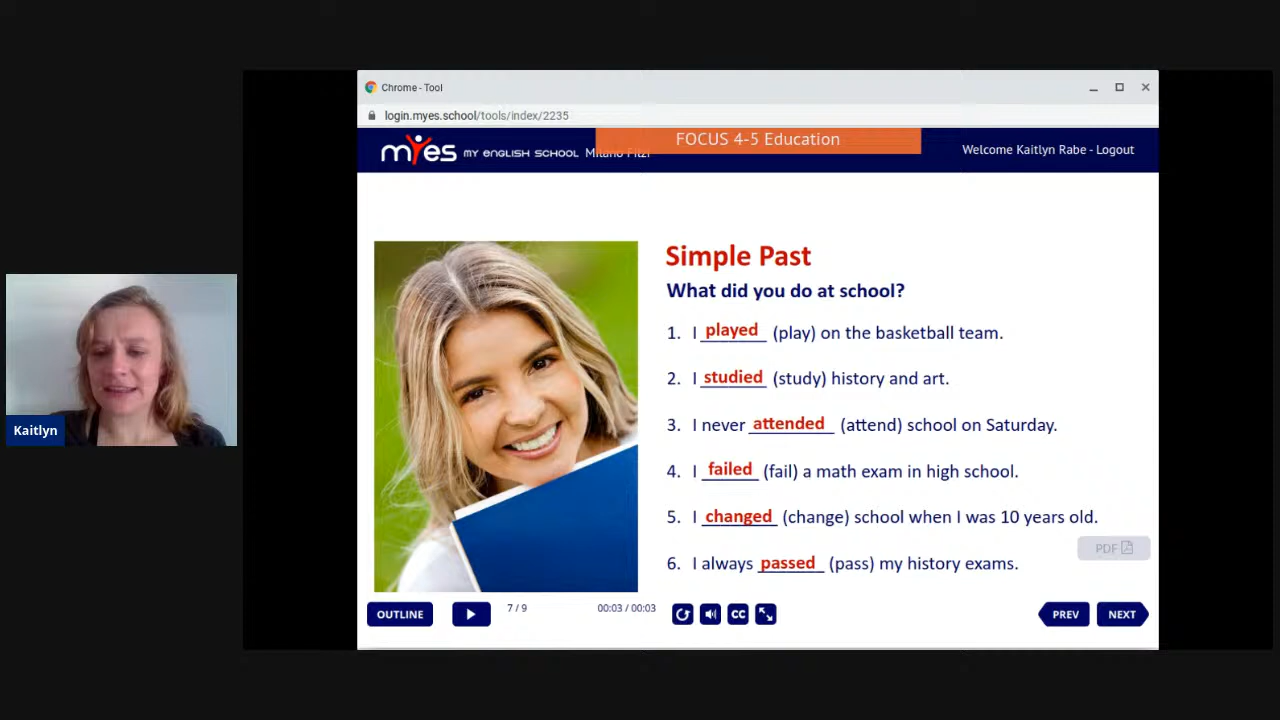 Chrome - Tool
login.myes.school/tools/index/2235
FOCUS 4-5 Education
myes MY ENGLISH SCHOOL Milano Fitzi
Welcome Kaitlyn Rabe - Logout
Simple Past
What did you do at school?
1. I played (play) on the basketball team.
2. I studied (study) history and art.
3. I never attended (attend) school on Saturday.
4. I failed (fail) a math exam in high school.
5. I changed (change) school when I was 10 years old.
6. I always passed (pass) my history exams.
Kaitlyn
PDF
OUTLINE
7 / 9
00:03 / 00:03
CC
PREV
NEXT